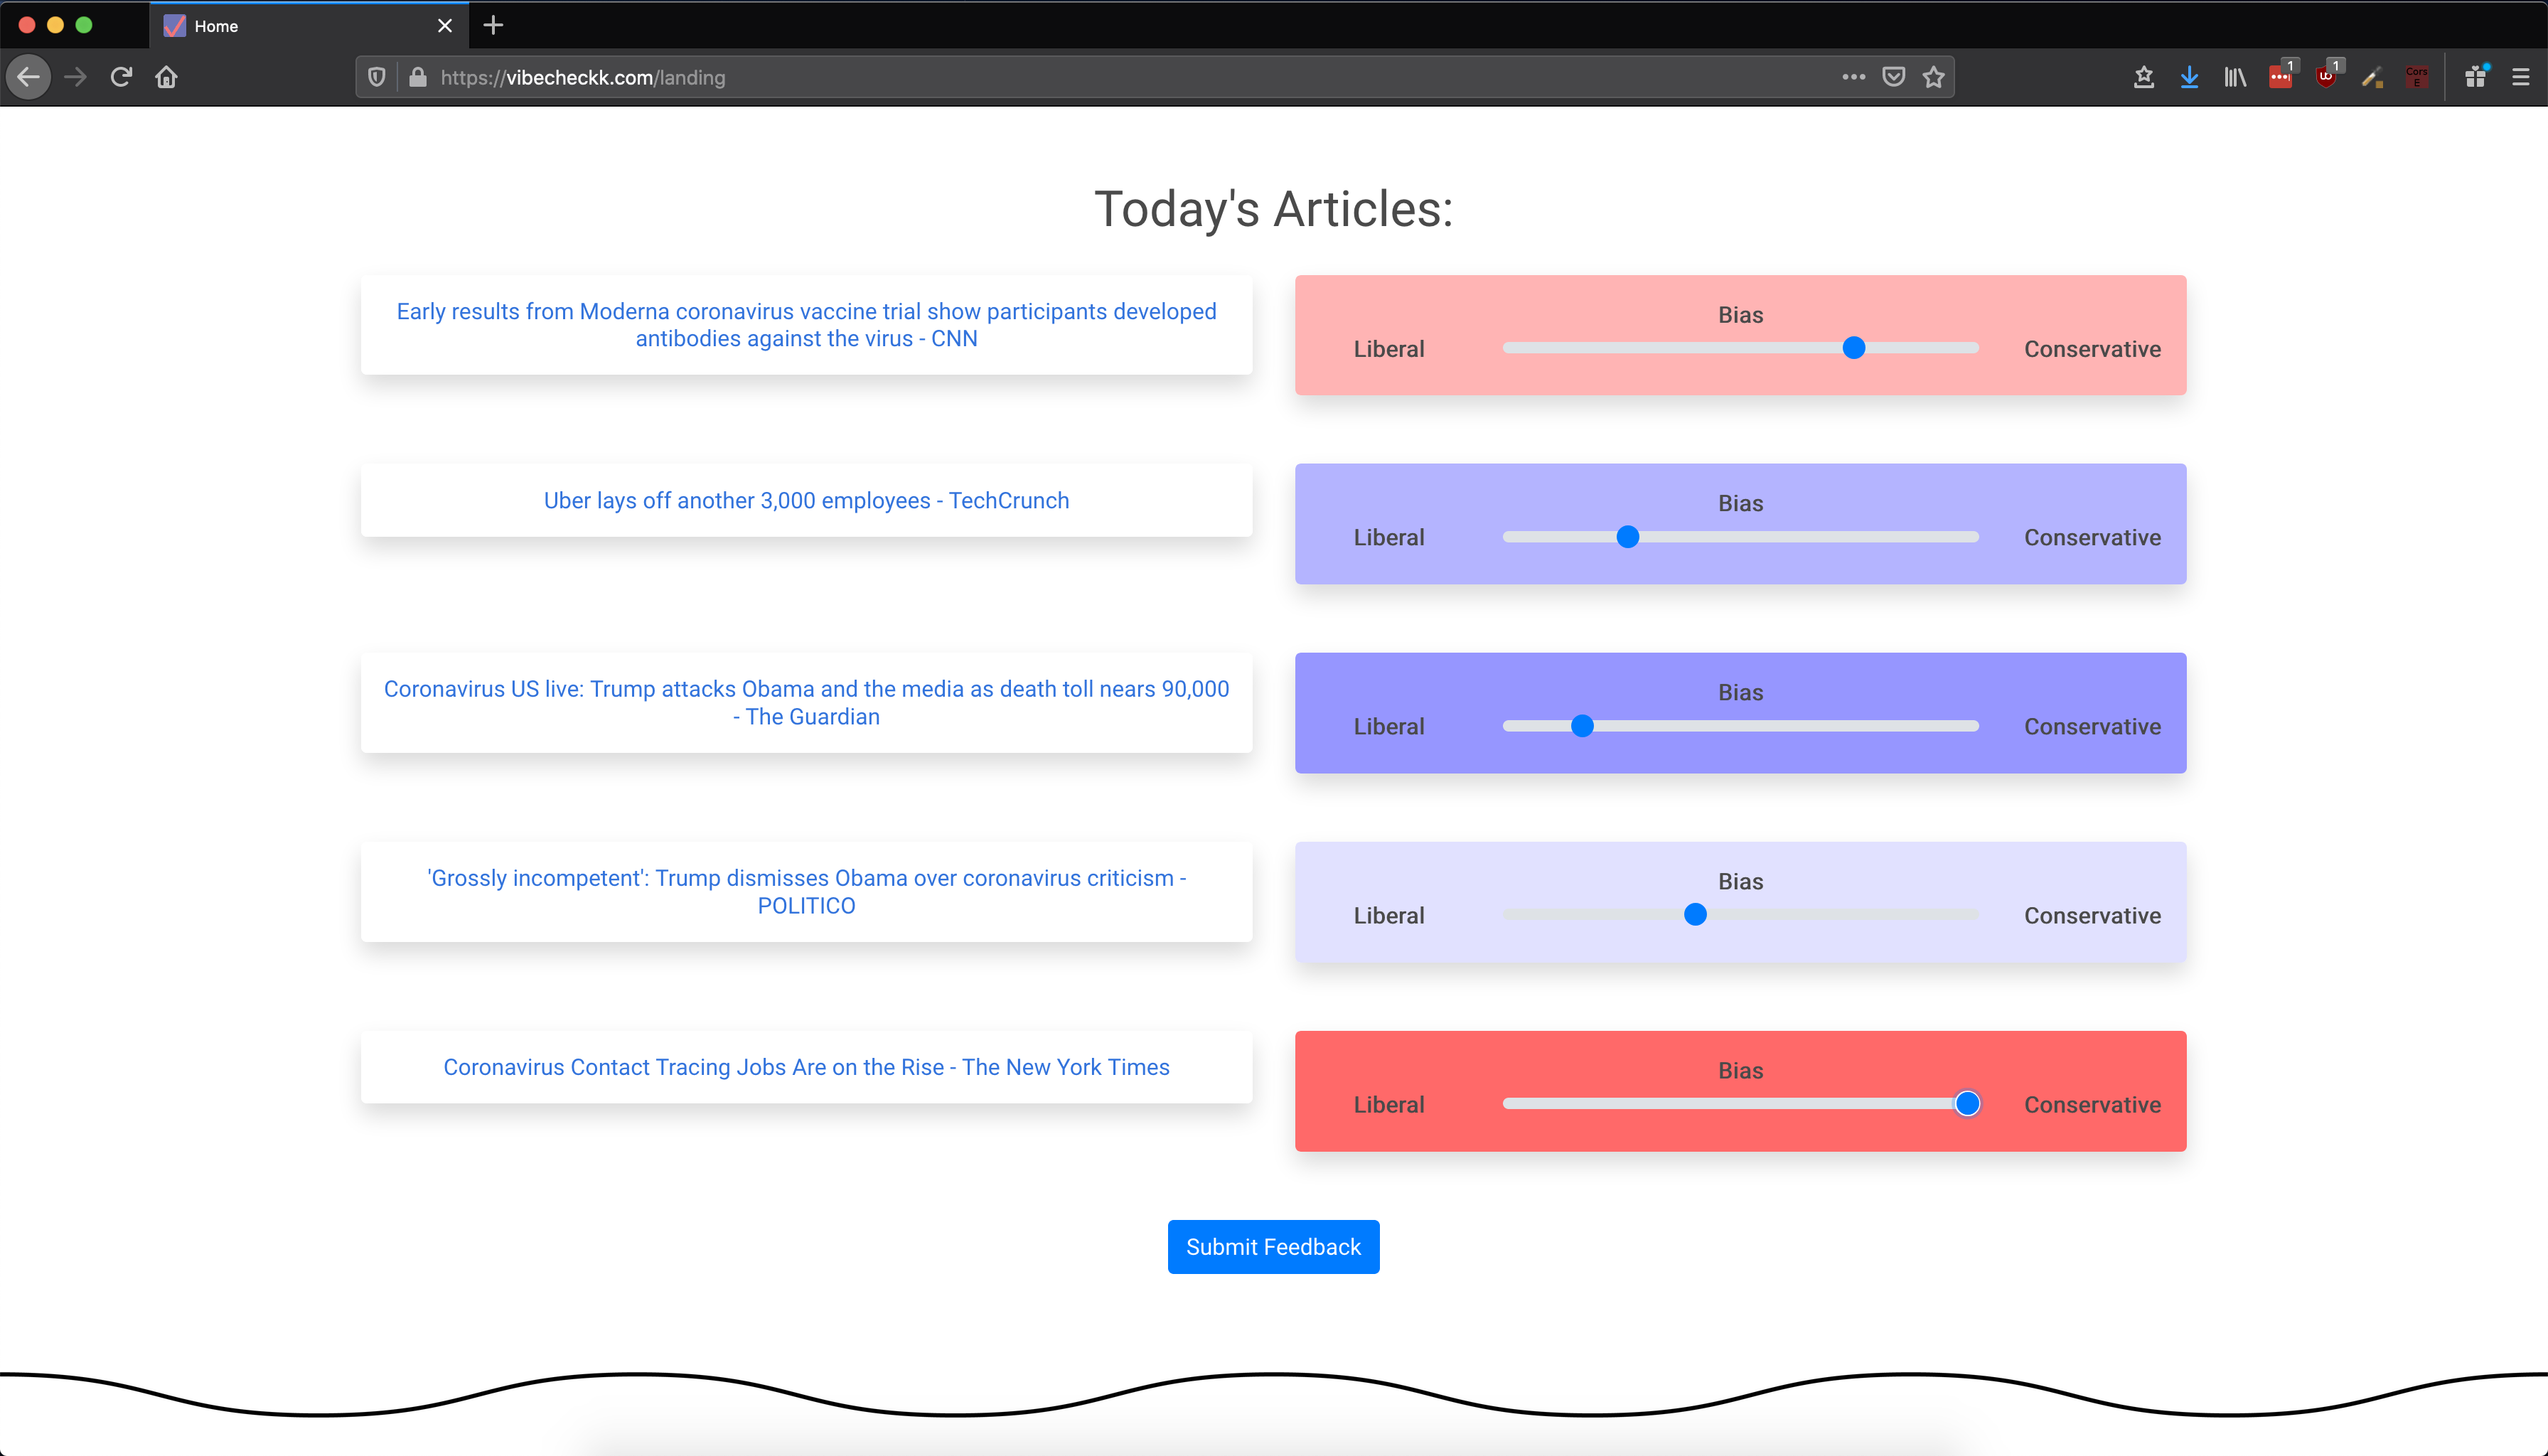 Home
https://vibecheckk.com/landing
1
1
Cors
E
Today's Articles:
Early results from Moderna coronavirus vaccine trial show participants developed
antibodies against the virus - CNN
Bias
Liberal
Conservative
Uber lays off another 3,000 employees - TechCrunch
Bias
Liberal
Conservative
Coronavirus US live: Trump attacks Obama and the media as death toll nears 90,000
- The Guardian
Bias
Liberal
Conservative
'Grossly incompetent': Trump dismisses Obama over coronavirus criticism -
POLITICO
Bias
Liberal
Conservative
Coronavirus Contact Tracing Jobs Are on the Rise - The New York Times
Bias
Liberal
Conservative
Submit Feedback